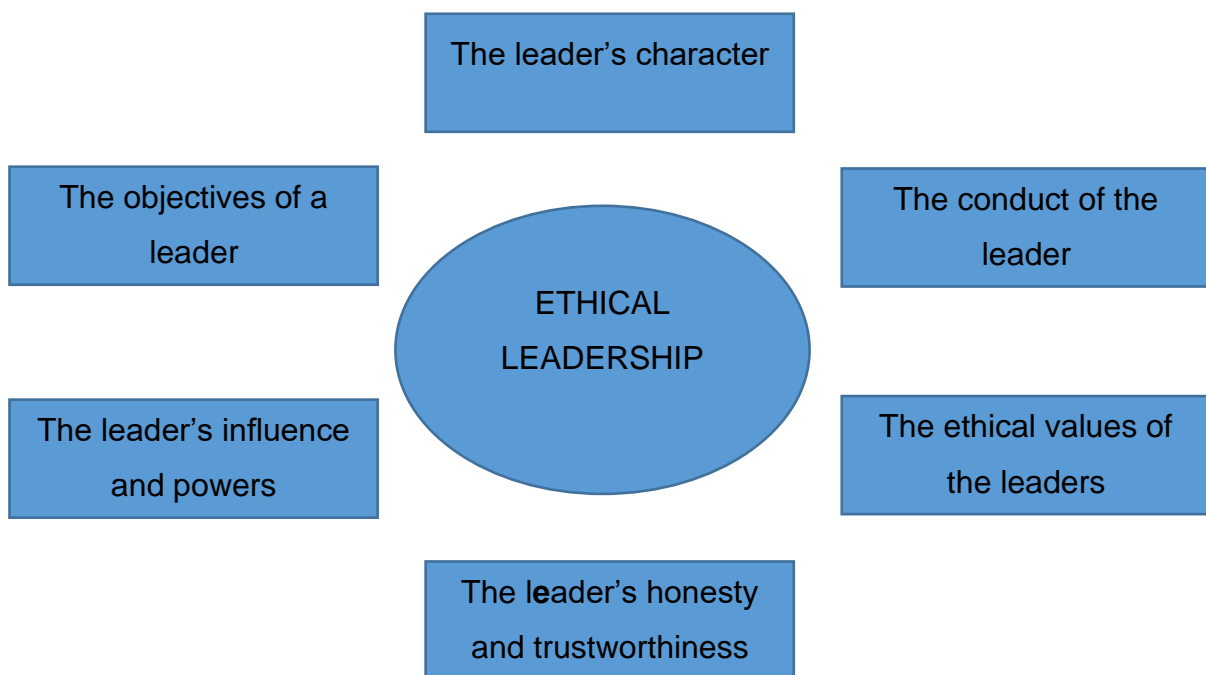 The leader’s character
The objectives of a
leader
The conduct of the
leader
ETHICAL
LEADERSHIP
The leader’s influence
and powers
The ethical values of
the leaders
The leader’s honesty
and trustworthiness